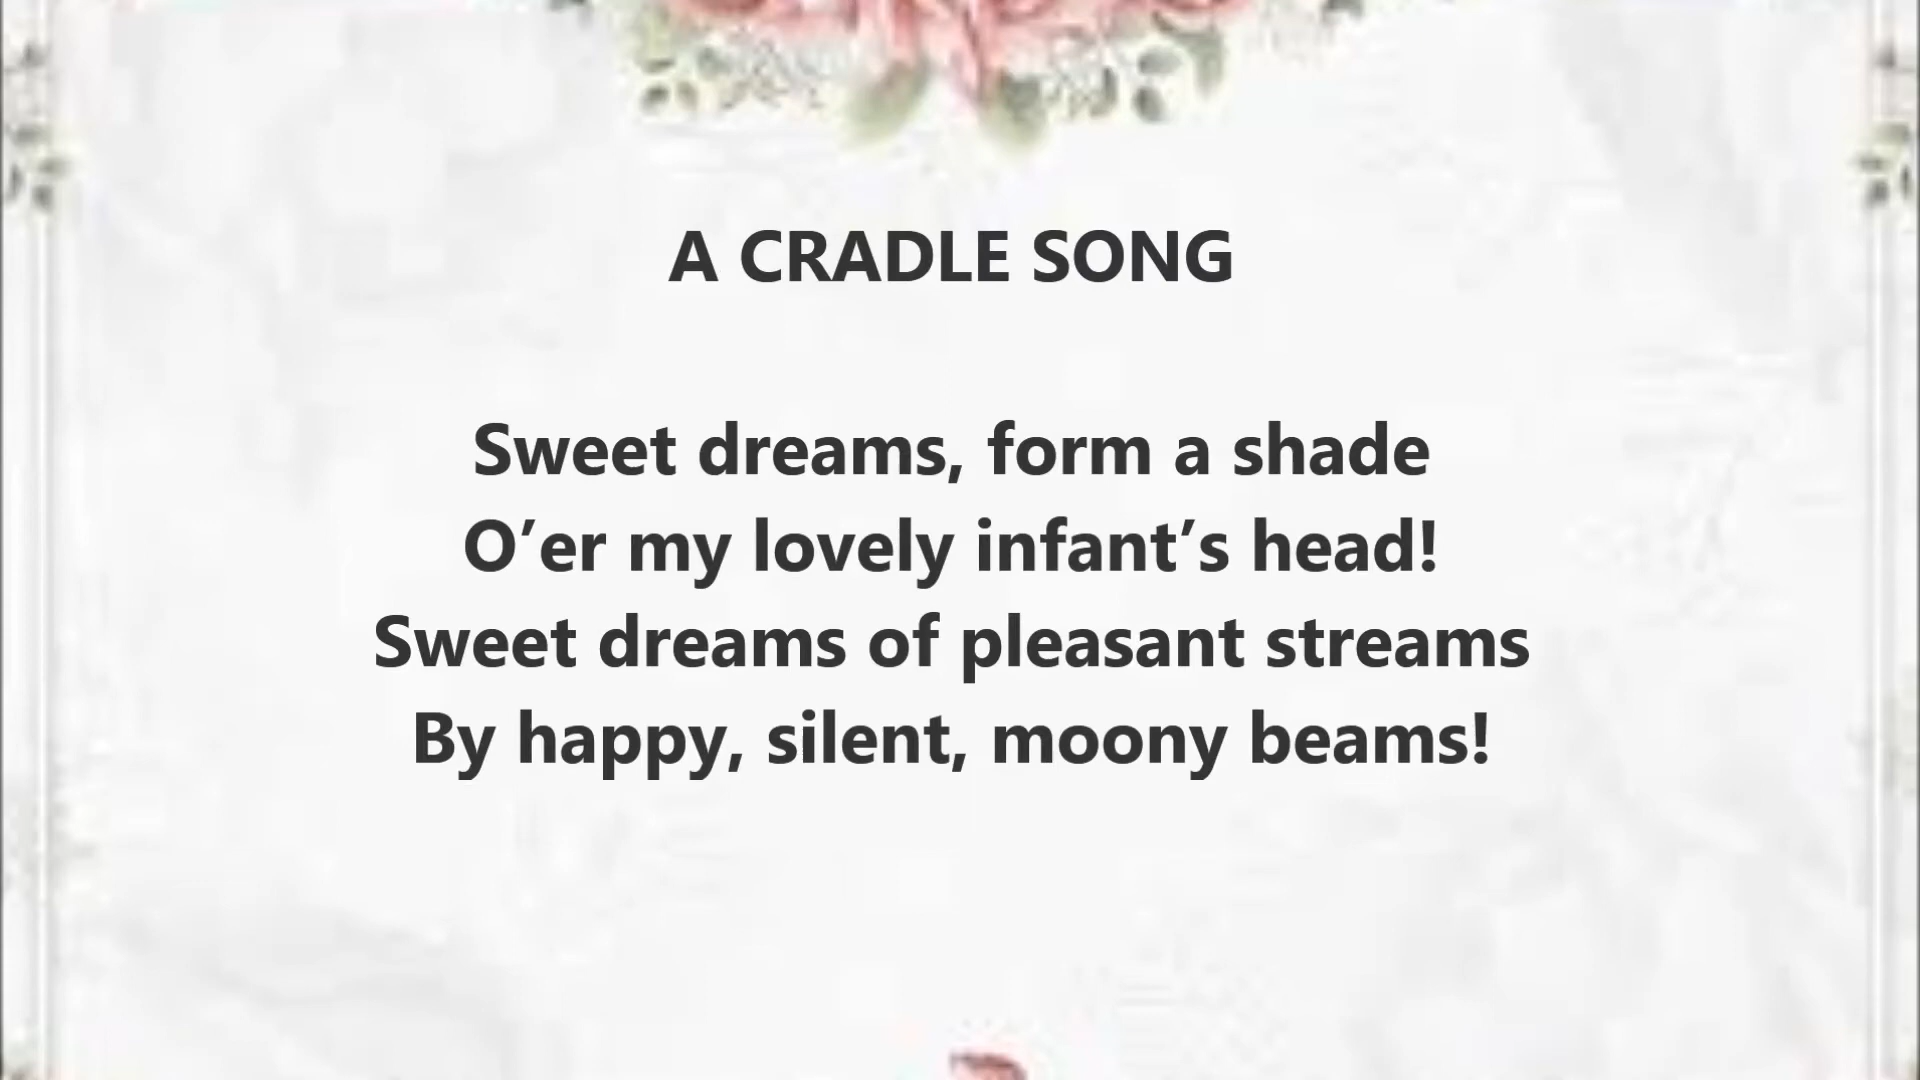 A CRADLE SONG
Sweet dreams, form a shade
O’er my lovely infant’s head!
Sweet dreams of pleasant streams
By happy, silent, moony beams!